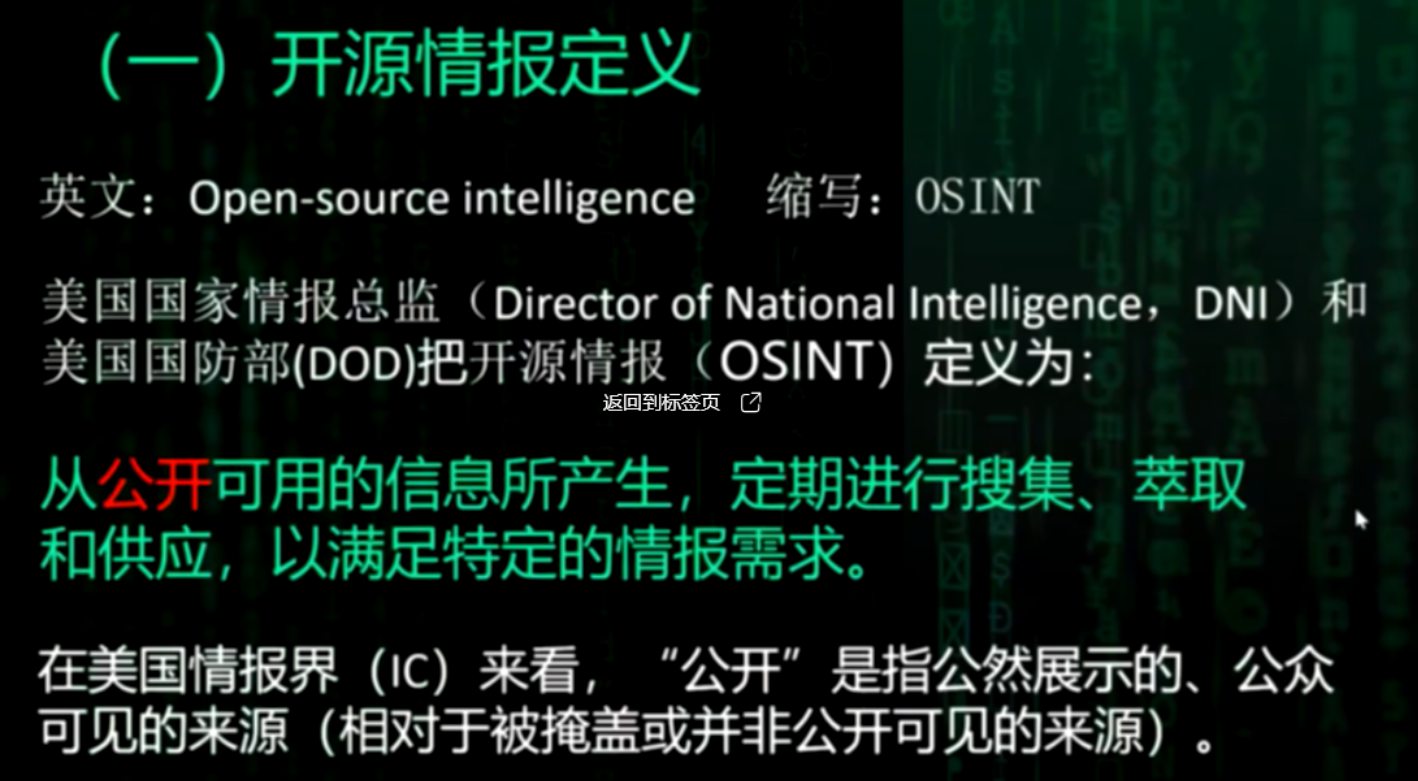 （一）开源情报定义
英文：Open-source intelligence 缩写：OSINT
美国国家情报总监（Director of National Intelligence，DNI）和
美国国防部(DOD)把开源情报（OSINT）定义为：
返回到标签页
从公开可用的信息所产生，定期进行搜集、萃取
和供应，以满足特定的情报需求。
在美国情报界（IC）来看，“公开”是指公然展示的、公众
可见的来源（相对于被掩盖或并非公开可见的来源）。